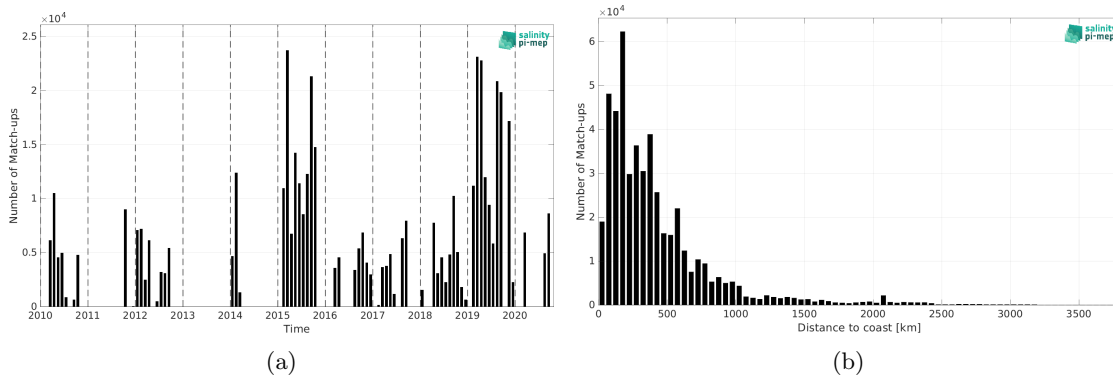 ×10⁴
2.5
2
1.5
1
0.5
0
Number of Match-ups
2010 2011 2012 2013 2014 2015 2016 2017 2018 2019 2020
Time
salinity
pi-mep
(a)
×10⁴
6
5
4
3
2
1
0
Number of Match-ups
0 500 1000 1500 2000 2500 3000 3500
Distance to coast [km]
salinity
pi-mep
(b)